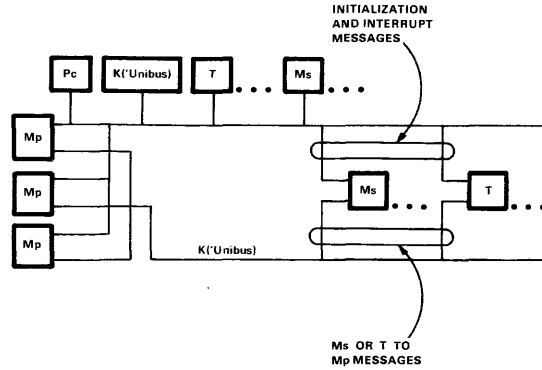 INITIALIZATION
AND INTERRUPT
MESSAGES
Pc
K('Unibus)
T
Ms
Mp
Mp
Ms
T
Mp
K('Unibus)
Ms OR T TO
Mp MESSAGES